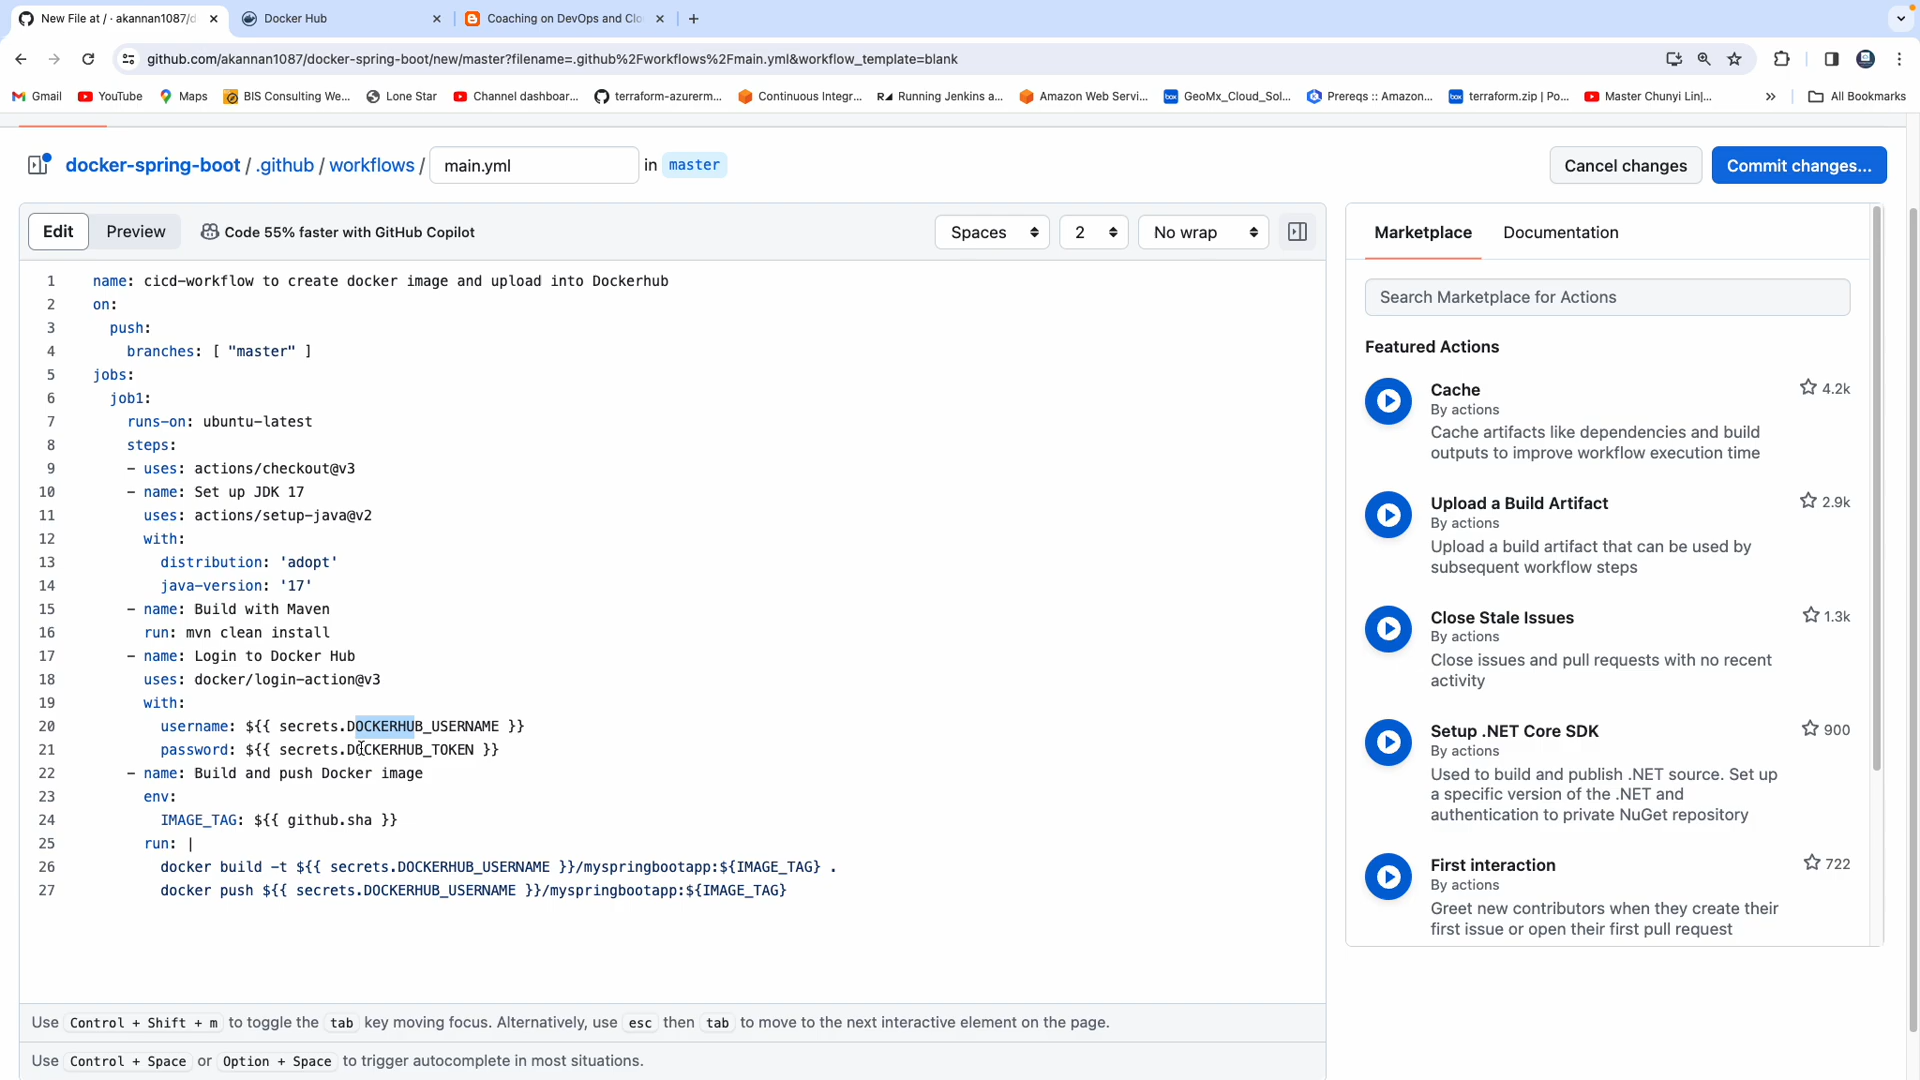 New File at / · akannan1087/d
Docker Hub
Coaching on DevOps and Clo
github.com/akannan1087/docker-spring-boot/new/master?filename=.github%2Fworkflows%2Fmain.yml&workflow_template=blank
Gmail YouTube Maps BIS Consulting We... Lone Star Channel dashboar... terraform-azurerm... Continuous Integr... Running Jenkins a... Amazon Web Servi... GeoMx_Cloud_Sol... Prereqs :: Amazon... terraform.zip | Po... Master Chunyi Lin|... » All Bookmarks
docker-spring-boot / .github / workflows / main.yml in master Cancel changes Commit changes...
Edit Preview Code 55% faster with GitHub Copilot Spaces 2 No wrap
1 name: cicd-workflow to create docker image and upload into Dockerhub
2 on:
3 push:
4 branches: [ "master" ]
5 jobs:
6 job1:
7 runs-on: ubuntu-latest
8 steps:
9 - uses: actions/checkout@v3
10 - name: Set up JDK 17
11 uses: actions/setup-java@v2
12 with:
13 distribution: 'adopt'
14 java-version: '17'
15 - name: Build with Maven
16 run: mvn clean install
17 - name: Login to Docker Hub
18 uses: docker/login-action@v3
19 with:
20 username: ${{ secrets.DOCKERHUB_USERNAME }}
21 password: ${{ secrets.DOCKERHUB_TOKEN }}
22 - name: Build and push Docker image
23 env:
24 IMAGE_TAG: ${{ github.sha }}
25 run: |
26 docker build -t ${{ secrets.DOCKERHUB_USERNAME }}/myspringbootapp:${IMAGE_TAG} .
27 docker push ${{ secrets.DOCKERHUB_USERNAME }}/myspringbootapp:${IMAGE_TAG}
Use Control + Shift + m to toggle the tab key moving focus. Alternatively, use esc then tab to move to the next interactive element on the page.
Use Control + Space or Option + Space to trigger autocomplete in most situations.
Marketplace Documentation
Search Marketplace for Actions
Featured Actions
Cache 4.2k
By actions
Cache artifacts like dependencies and build
outputs to improve workflow execution time
Upload a Build Artifact 2.9k
By actions
Upload a build artifact that can be used by
subsequent workflow steps
Close Stale Issues 1.3k
By actions
Close issues and pull requests with no recent
activity
Setup .NET Core SDK 900
By actions
Used to build and publish .NET source. Set up
a specific version of the .NET and
authentication to private NuGet repository
First interaction 722
By actions
Greet new contributors when they create their
first issue or open their first pull request